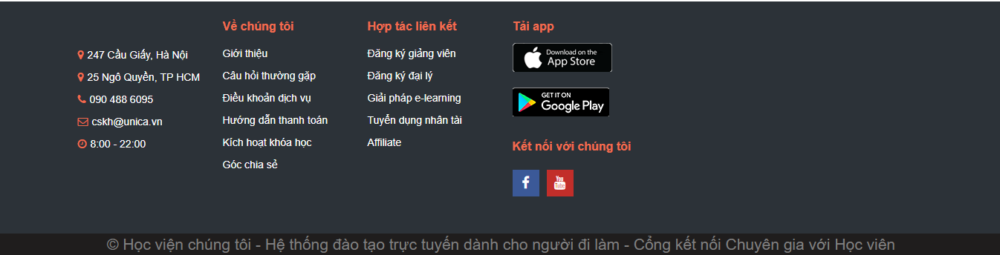 247 Cầu Giấy, Hà Nội
25 Ngô Quyền, TP HCM
090 488 6095
cskh@unica.vn
8:00 - 22:00
Về chúng tôi
Giới thiệu
Câu hỏi thường gặp
Điều khoản dịch vụ
Hướng dẫn thanh toán
Kích hoạt khóa học
Góc chia sẻ
Hợp tác liên kết
Đăng ký giảng viên
Đăng ký đại lý
Giải pháp e-learning
Tuyển dụng nhân tài
Affiliate
Tải app
Download on the
App Store
GET IT ON
Google Play
Kết nối với chúng tôi
You
Tube
© Học viện chúng tôi - Hệ thống đào tạo trực tuyến dành cho người đi làm - Cổng kết nối Chuyên gia với Học viên